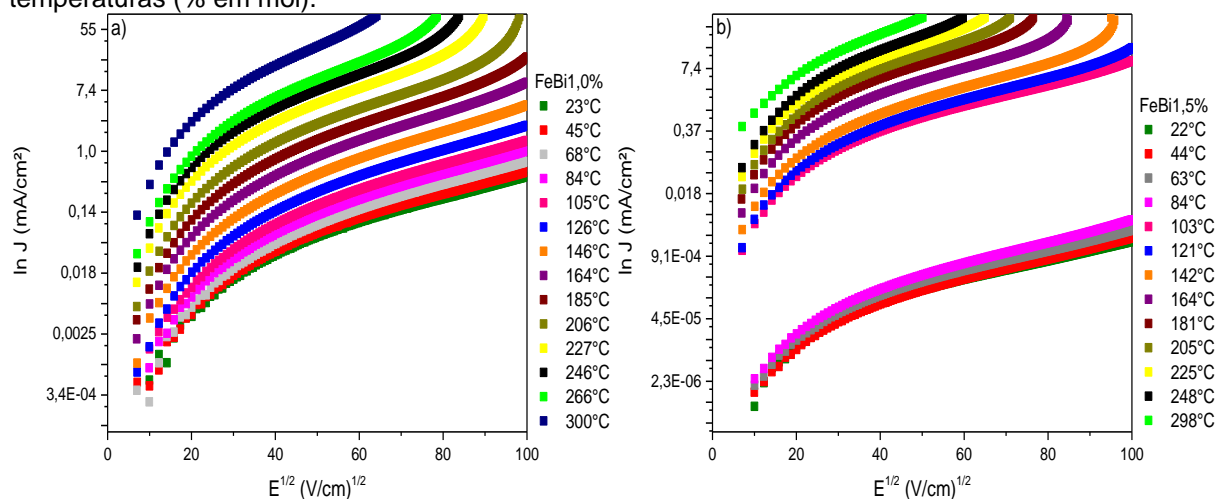 temperaturas (% em mol).
a)
ln J (mA/cm²)
55
7,4
1,0
0,14
0,018
0,0025
3,4E-04
0 20 40 60 80 100
E^1/2 (V/cm)^1/2
FeBi1,0%
23°C
45°C
68°C
84°C
105°C
126°C
146°C
164°C
185°C
206°C
227°C
246°C
266°C
300°C
b)
ln J (mA/cm²)
7,4
0,37
0,018
9,1E-04
4,5E-05
2,3E-06
0 20 40 60 80 100
E^1/2 (V/cm)^1/2
FeBi1,5%
22°C
44°C
63°C
84°C
103°C
121°C
142°C
164°C
181°C
205°C
225°C
248°C
298°C